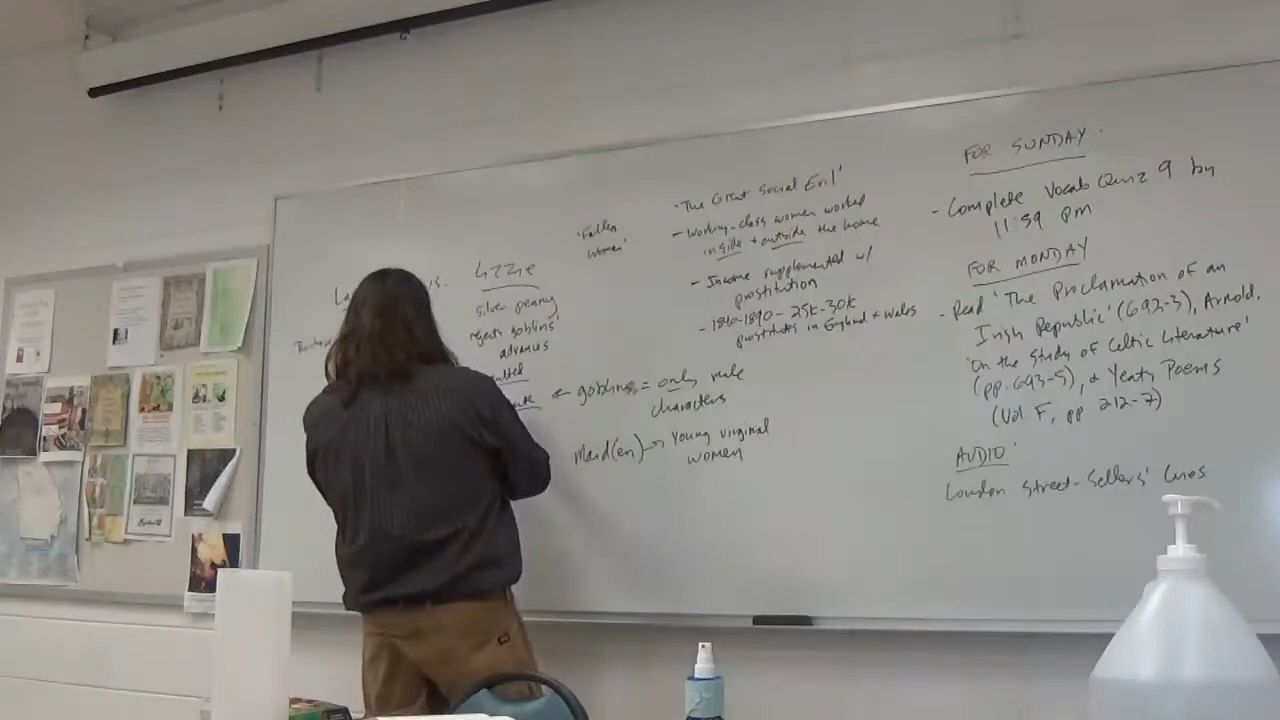 vs.
Lizzie
silver penny
rejects goblins'
advances
'Fallen
Woman'
← goblins = only male
characters
Maid(en) → Young virginal
women
'The Great Social Evil'
- Working-class women worked
inside + outside the home
- Income supplemented w/
prostitution
- 1840-1890 - 25k-30k
prostitutes in England + Wales
FOR SUNDAY
- Complete Vocab Quiz 9 by
11:59 pm
FOR MONDAY
- Read 'The Proclamation of an
Irish Republic' (692-3), Arnold,
'On the Study of Celtic Literature'
(pp. 693-5), + Yeats Poems
(Vol F, pp 212-7)
AUDIO
London Street-Sellers' Cries